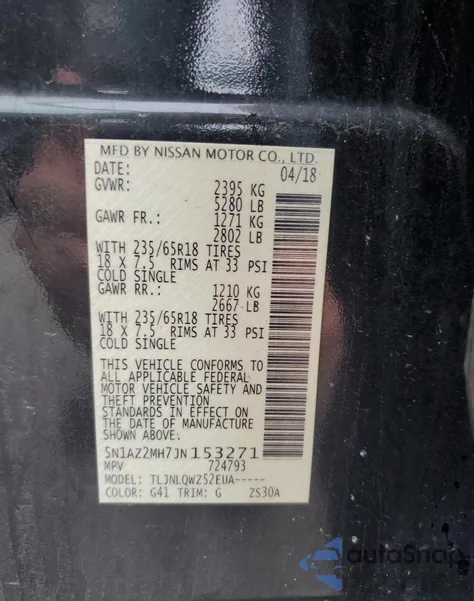 MFD BY NISSAN MOTOR CO., LTD.
DATE: 04/18
GVWR: 2395 KG
5280 LB
GAWR FR.: 1271 KG
2802 LB
WITH 235/65R18 TIRES
18 X 7.5 RIMS AT 33 PSI
COLD SINGLE
GAWR RR.: 1210 KG
2667 LB
WITH 235/65R18 TIRES
18 X 7.5 RIMS AT 33 PSI
COLD SINGLE
THIS VEHICLE CONFORMS TO
ALL APPLICABLE FEDERAL
MOTOR VEHICLE SAFETY AND
THEFT PREVENTION
STANDARDS IN EFFECT ON
THE DATE OF MANUFACTURE
SHOWN ABOVE.
5N1AZ2MH7JN153271
MPV 724793
MODEL: TLJNLQWZ52EUA-----
COLOR: G41 TRIM: G ZS30A
autoSnap